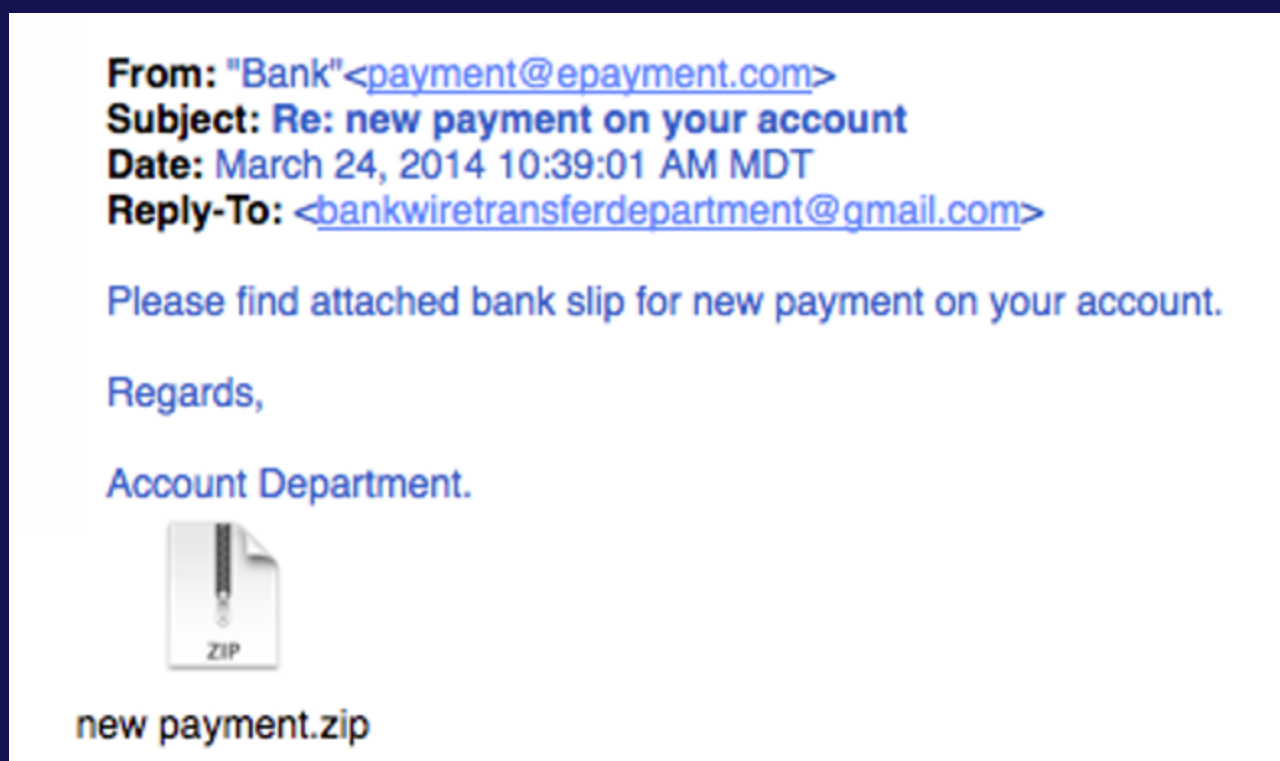 From: "Bank"<payment@epayment.com>
Subject: Re: new payment on your account
Date: March 24, 2014 10:39:01 AM MDT
Reply-To: <bankwiretransferdepartment@gmail.com>
Please find attached bank slip for new payment on your account.
Regards,
Account Department.
ZIP
new payment.zip